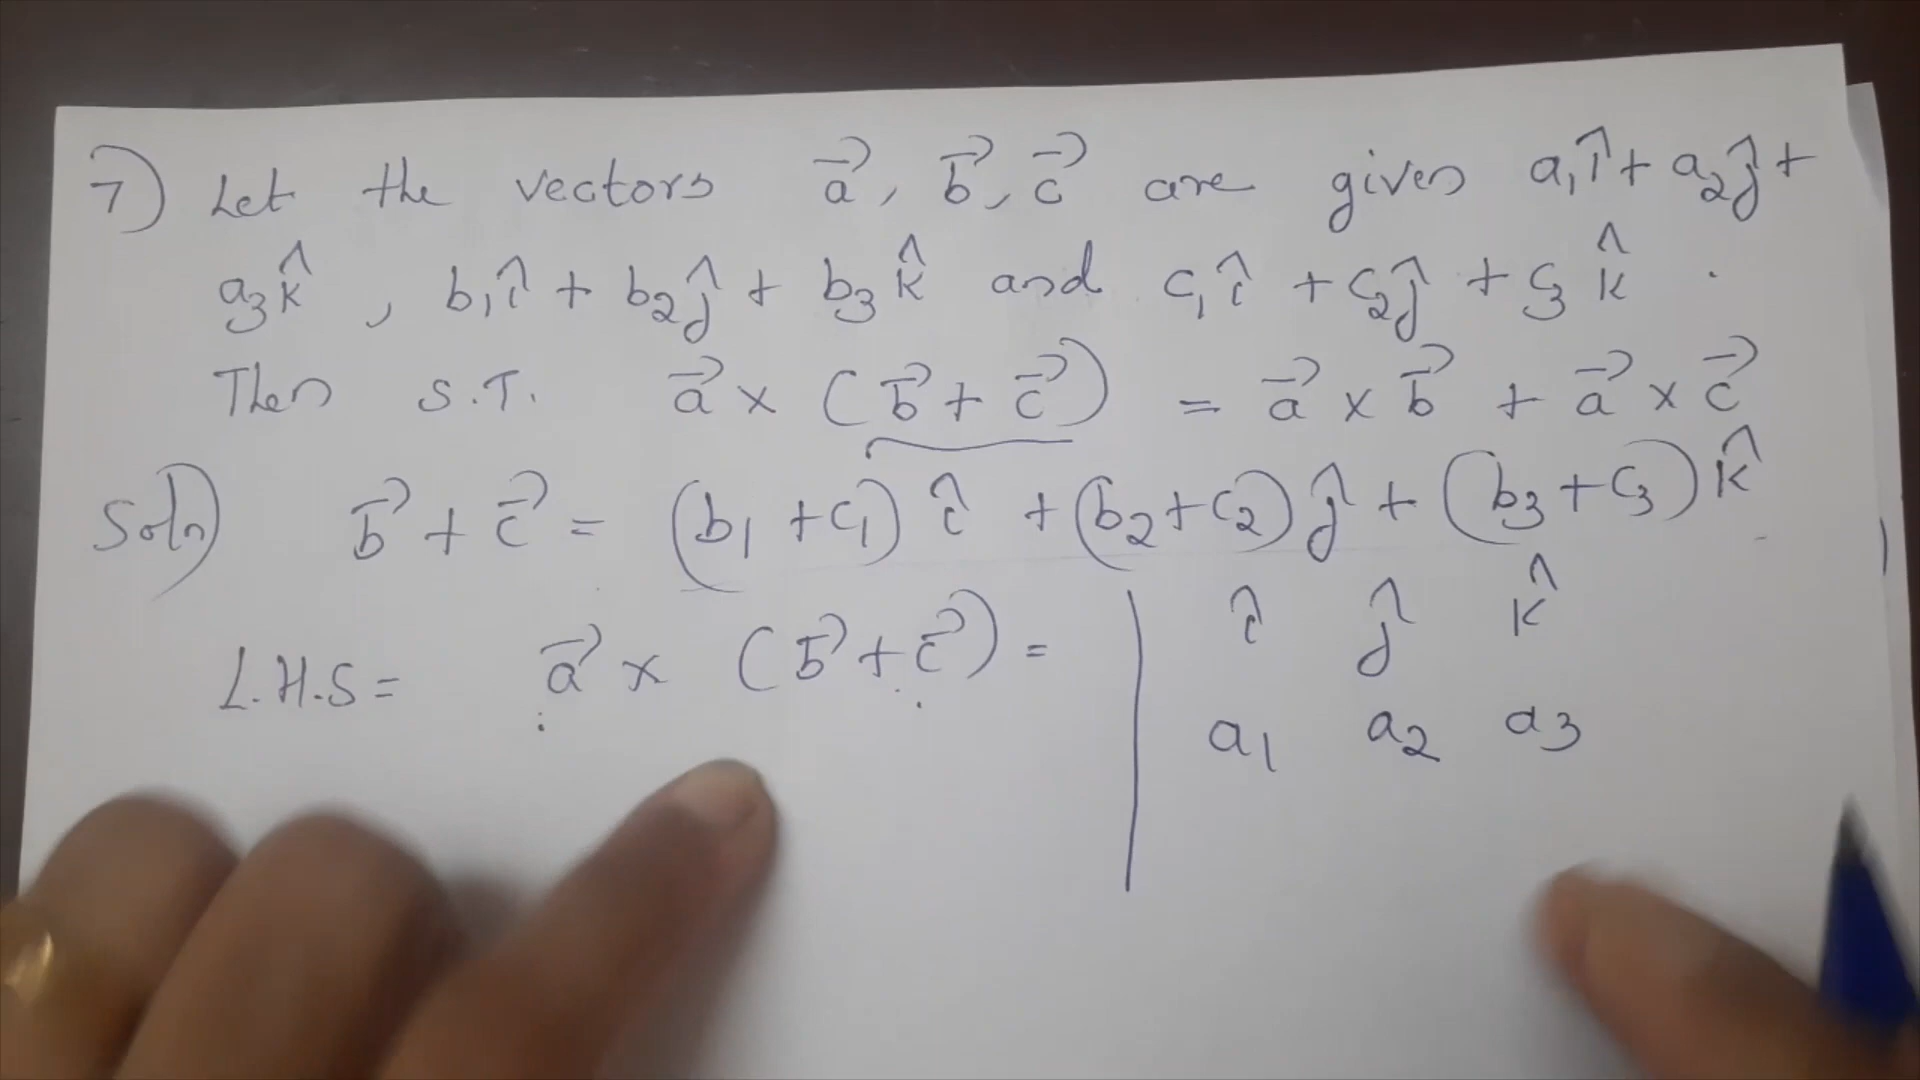 7) Let the vectors a⃗, b⃗, c⃗ are given a₁î + a₂ĵ +
a₃k̂ , b₁î + b₂ĵ + b₃k̂ and c₁î + c₂ĵ + c₃k̂ .
Then S.T. a⃗ × (b⃗ + c⃗) = a⃗ × b⃗ + a⃗ × c⃗
Soln) b⃗ + c⃗ = (b₁ + c₁) î + (b₂ + c₂) ĵ + (b₃ + c₃) k̂
L.H.S = a⃗ × (b⃗ + c⃗) = | î ĵ k̂
a₁ a₂ a₃